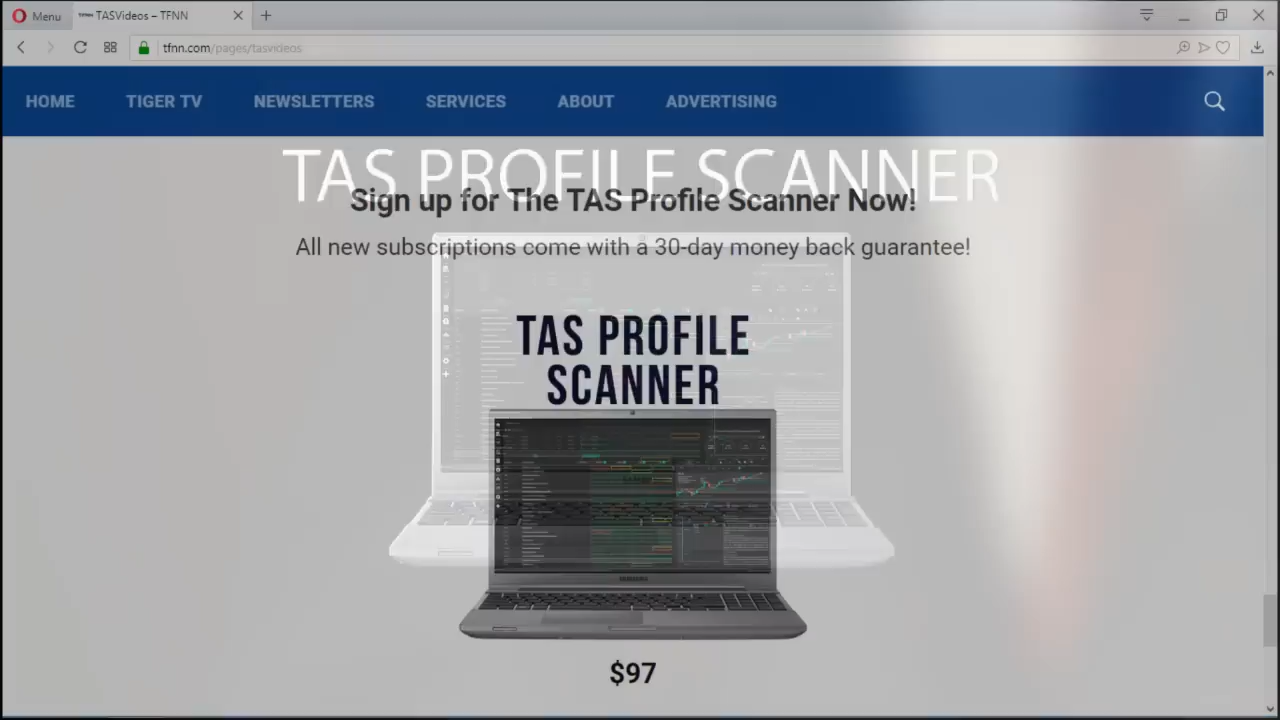 Menu
TASVideos – TFNN
tfnn.com/pages/tasvideos
HOME TIGER TV NEWSLETTERS SERVICES ABOUT ADVERTISING
TAS PROFILE SCANNER
Sign up for The TAS Profile Scanner Now!
All new subscriptions come with a 30-day money back guarantee!
TAS PROFILE
SCANNER
SAMSUNG
$97